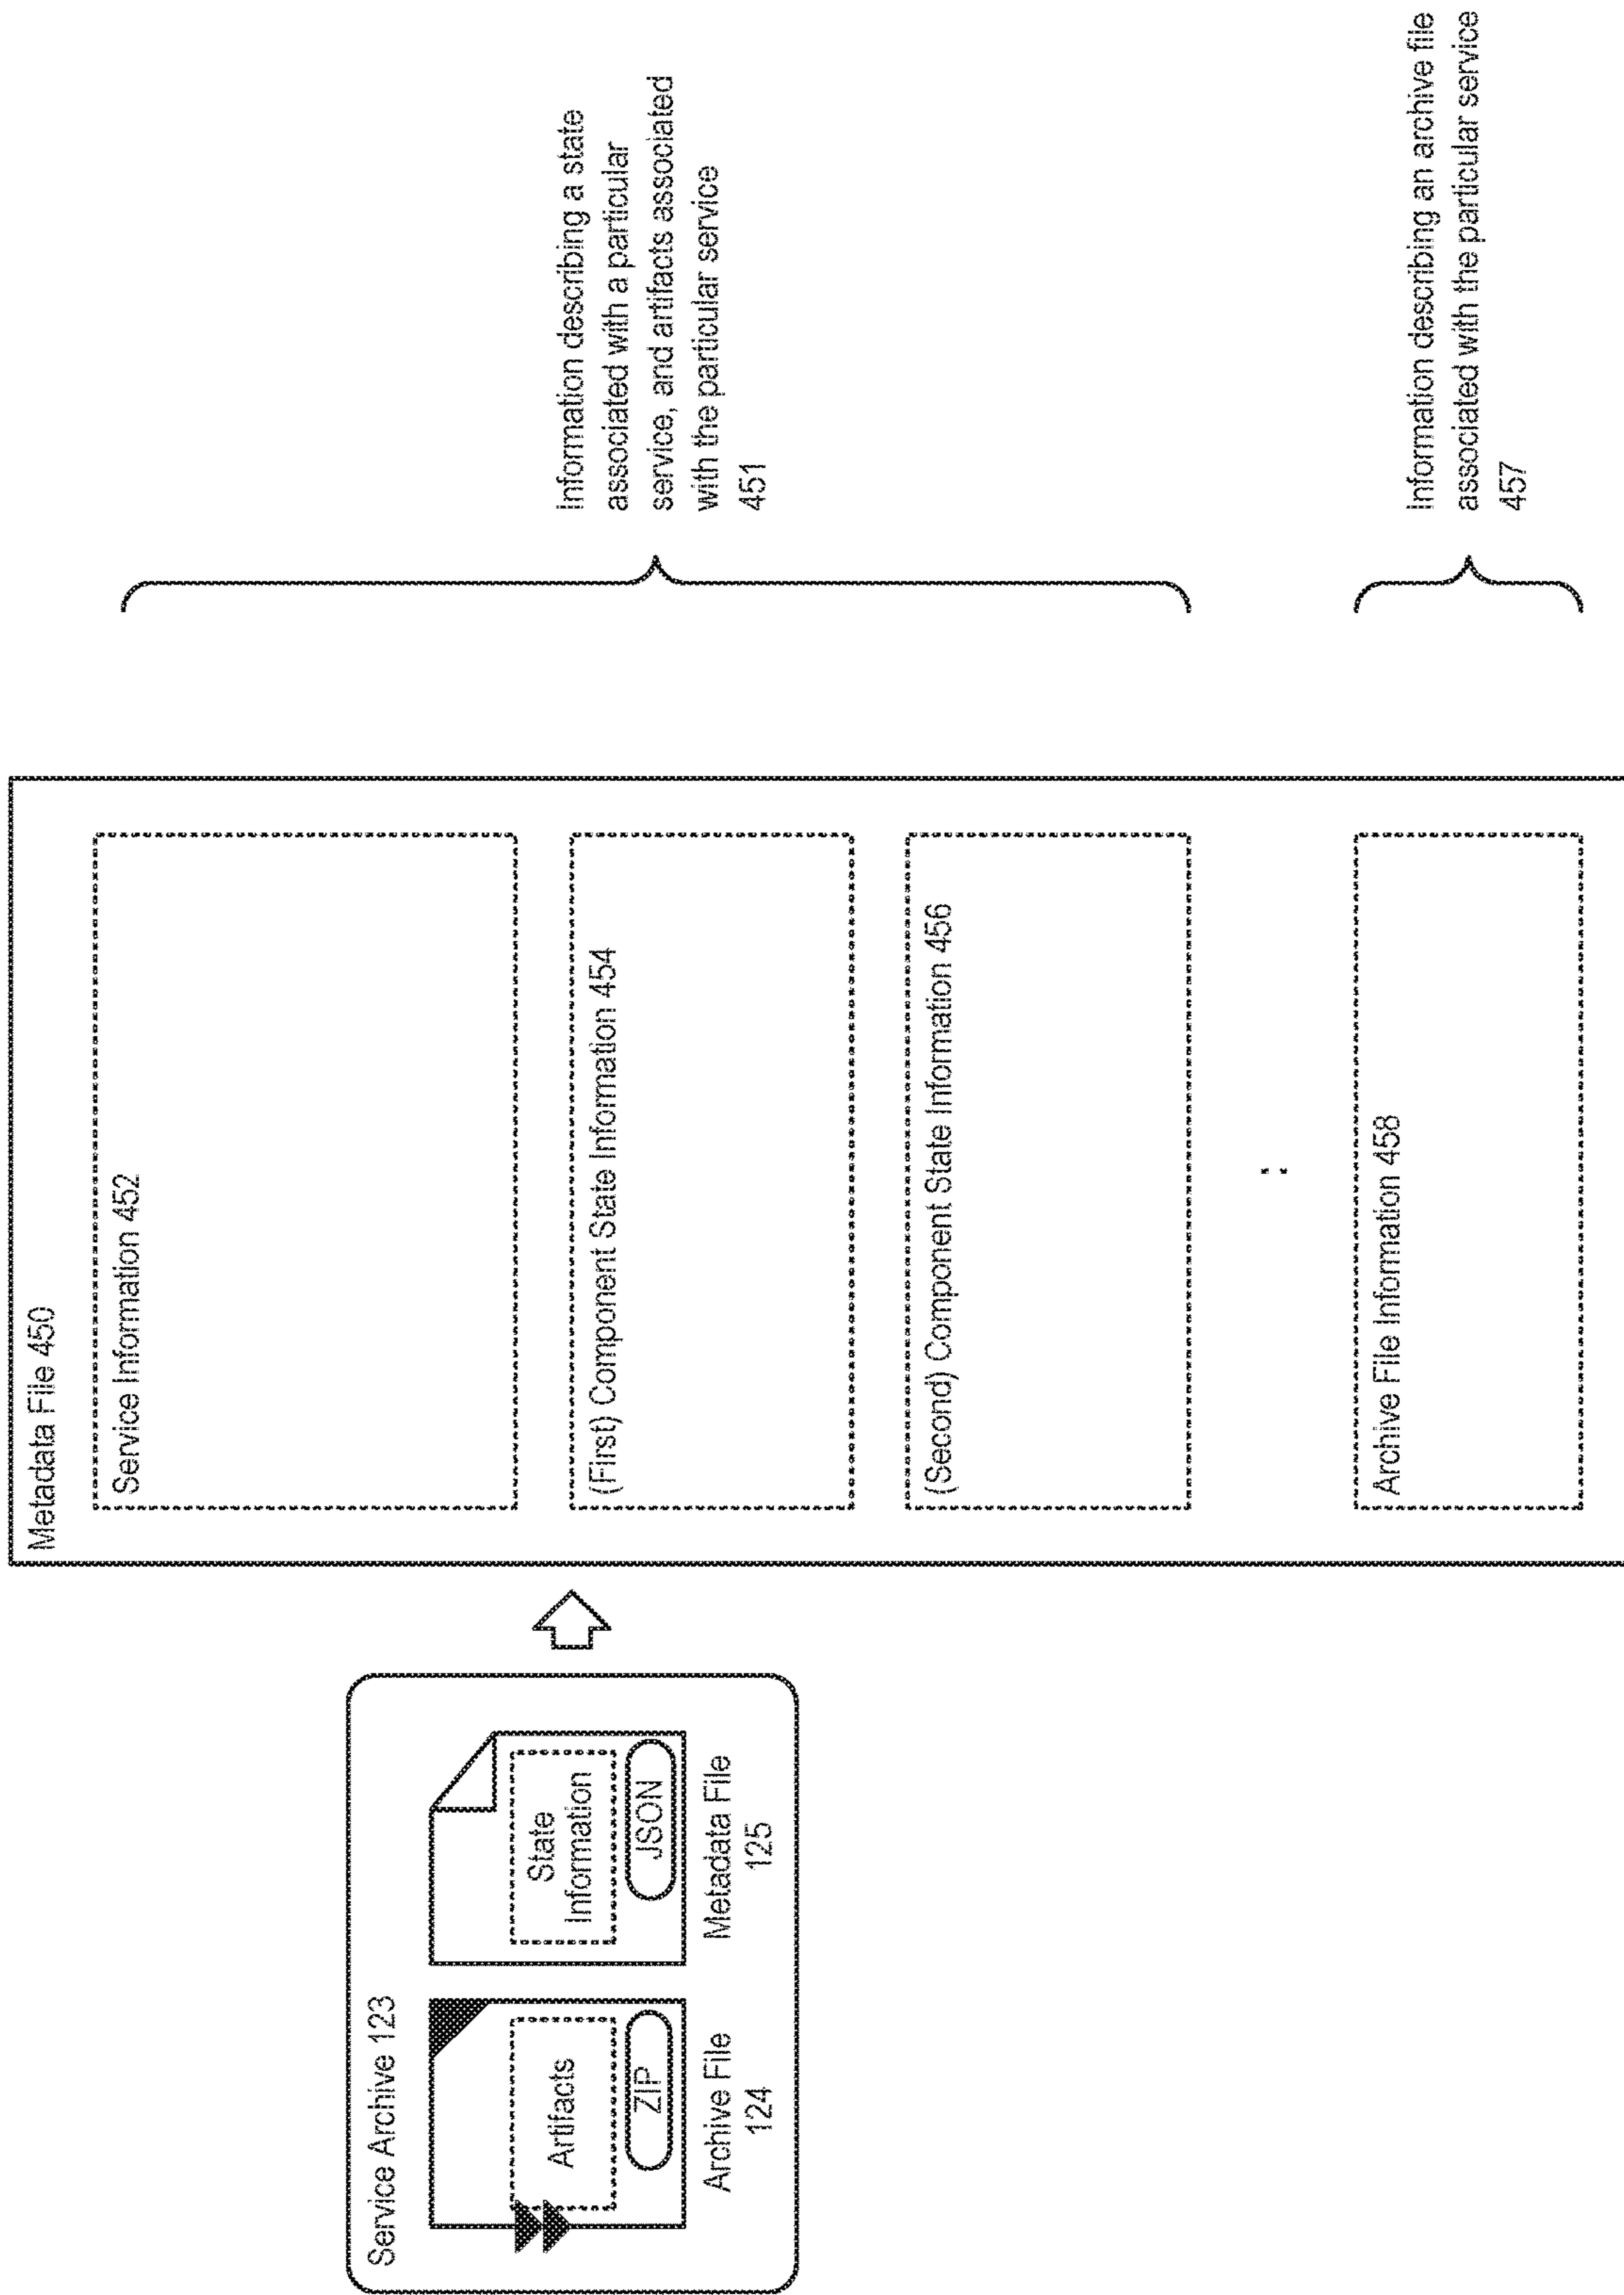 Service Archive 123
Artifacts
ZIP
Archive File
124
State
Information
JSON
Metadata File
125
Metadata File 450
Service Information 452
(First) Component State Information 454
(Second) Component State Information 456
:
Archive File Information 458
Information describing a state
associated with a particular
service, and artifacts associated
with the particular service
451
Information describing an archive file
associated with the particular service
457